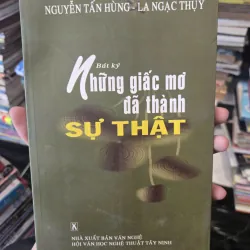 NGUYỄN TẤN HÙNG - LA NGẠC THỤY
Bút ký
Những giấc mơ
đã thành
SỰ THẬT
NHÀ XUẤT BẢN VĂN NGHỆ
HỘI VĂN HỌC NGHỆ THUẬT TÂY NINH